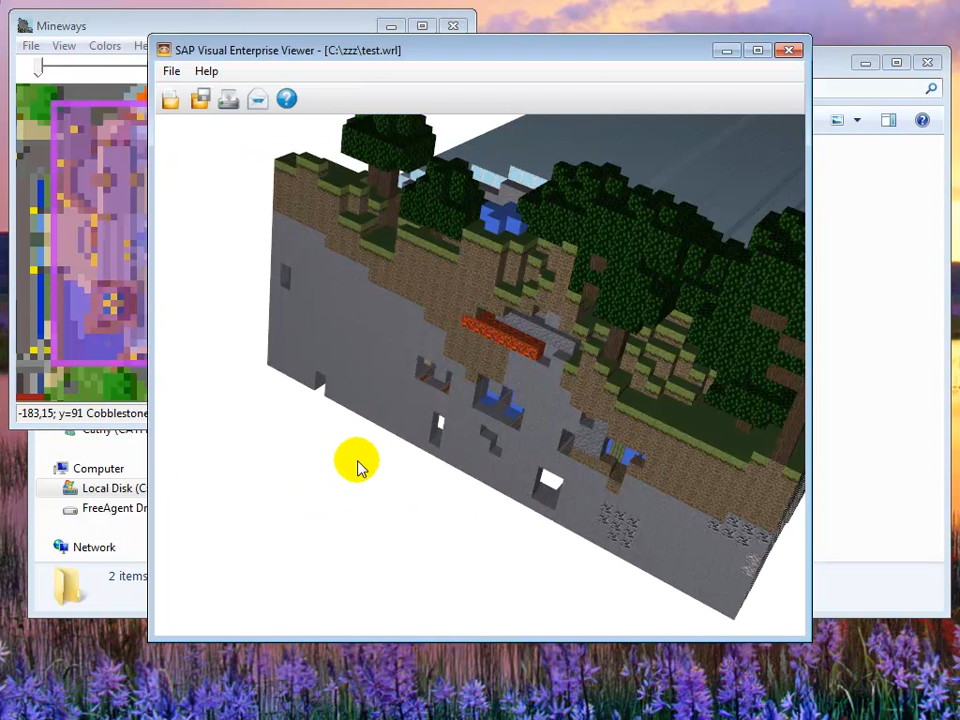 Mineways
File View Colors He
SAP Visual Enterprise Viewer - [C:\zzz\test.wrl]
File Help
-183,15; y=91 Cobblestone
Computer
Local Disk (C
FreeAgent Dr
Network
2 items